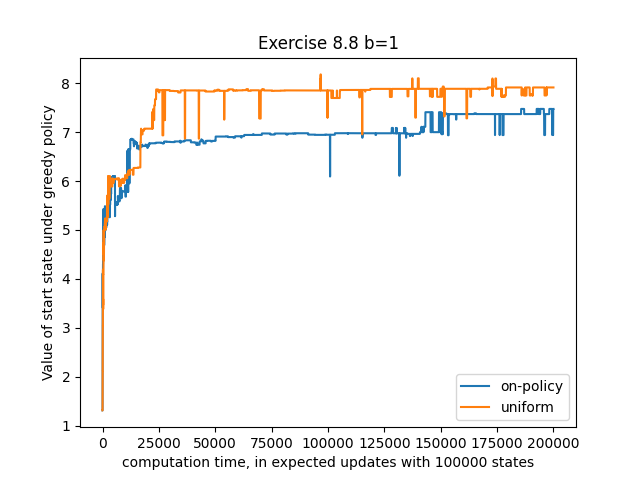 Exercise 8.8 b=1
Value of start state under greedy policy
8
7
6
5
4
3
2
1
0 25000 50000 75000 100000 125000 150000 175000 200000
computation time, in expected updates with 100000 states
on-policy
uniform